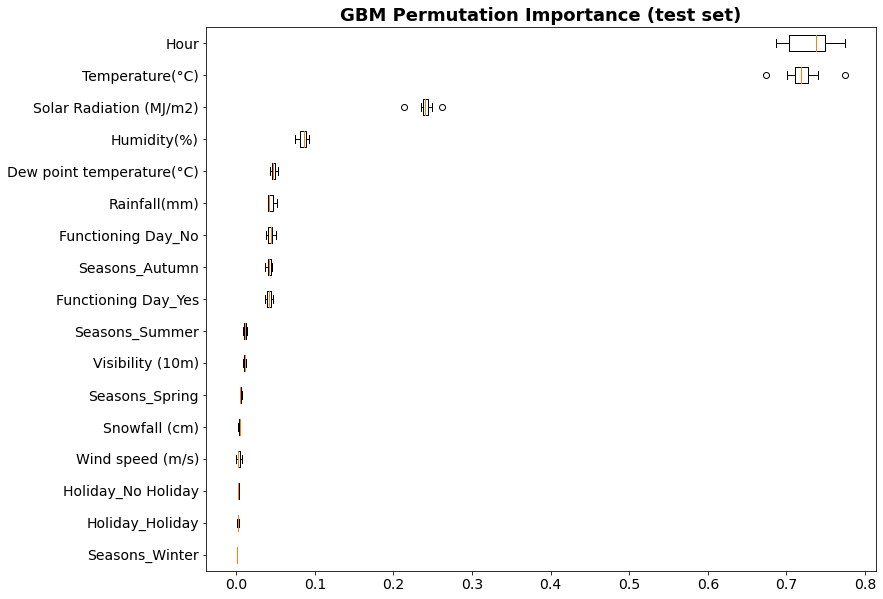 GBM Permutation Importance (test set)
Hour
Temperature(°C)
Solar Radiation (MJ/m2)
Humidity(%)
Dew point temperature(°C)
Rainfall(mm)
Functioning Day_No
Seasons_Autumn
Functioning Day_Yes
Seasons_Summer
Visibility (10m)
Seasons_Spring
Snowfall (cm)
Wind speed (m/s)
Holiday_No Holiday
Holiday_Holiday
Seasons_Winter
0.0 0.1 0.2 0.3 0.4 0.5 0.6 0.7 0.8